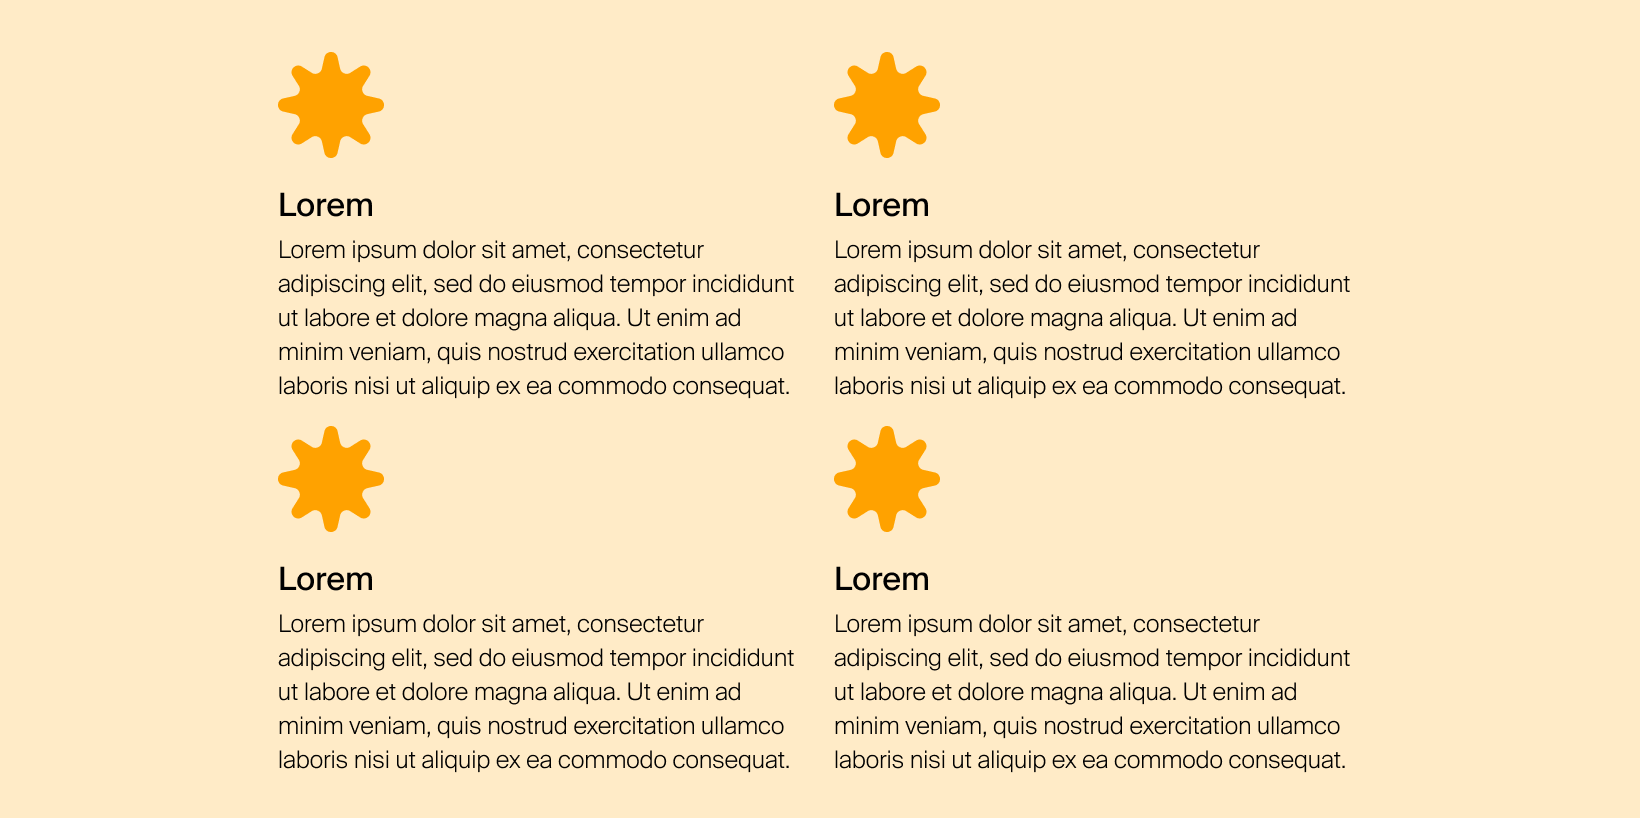 Lorem
Lorem ipsum dolor sit amet, consectetur
adipiscing elit, sed do eiusmod tempor incididunt
ut labore et dolore magna aliqua. Ut enim ad
minim veniam, quis nostrud exercitation ullamco
laboris nisi ut aliquip ex ea commodo consequat.
Lorem
Lorem ipsum dolor sit amet, consectetur
adipiscing elit, sed do eiusmod tempor incididunt
ut labore et dolore magna aliqua. Ut enim ad
minim veniam, quis nostrud exercitation ullamco
laboris nisi ut aliquip ex ea commodo consequat.
Lorem
Lorem ipsum dolor sit amet, consectetur
adipiscing elit, sed do eiusmod tempor incididunt
ut labore et dolore magna aliqua. Ut enim ad
minim veniam, quis nostrud exercitation ullamco
laboris nisi ut aliquip ex ea commodo consequat.
Lorem
Lorem ipsum dolor sit amet, consectetur
adipiscing elit, sed do eiusmod tempor incididunt
ut labore et dolore magna aliqua. Ut enim ad
minim veniam, quis nostrud exercitation ullamco
laboris nisi ut aliquip ex ea commodo consequat.